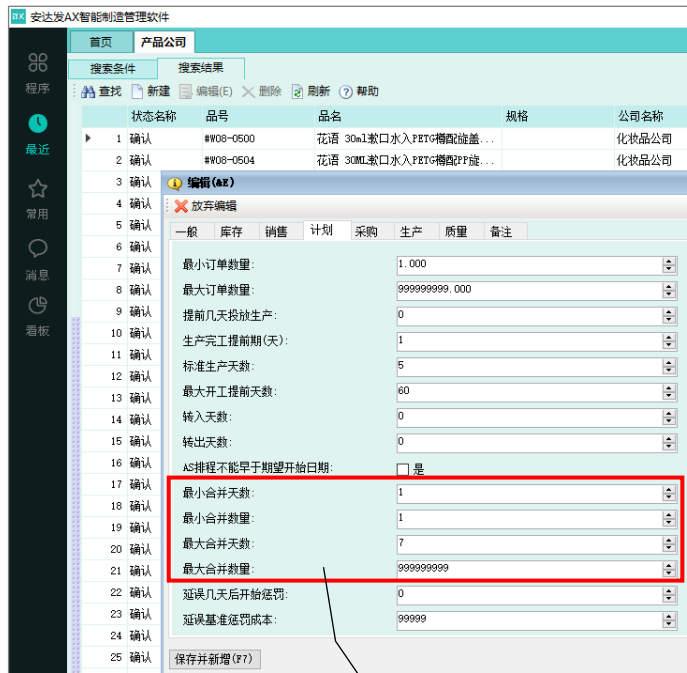 ax 安达发AX智能制造管理软件
首页 产品公司
程序
最近
常用
消息
看板
搜索条件 搜索结果
查找 新建 编辑(E) 删除 刷新 帮助
状态名称 品号 品名 规格 公司名称
1 确认 #W08-0500 花语 30ml漱口水入PETG樽配旋盖... 化妆品公司
2 确认 #W08-0504 花语 30ML漱口水入PETG樽配PP旋... 化妆品公司
3 确认
4 确认
5 确认
6 确认
7 确认
8 确认
9 确认
10 确认
11 确认
12 确认
13 确认
14 确认
15 确认
16 确认
17 确认
18 确认
19 确认
20 确认
21 确认
22 确认
23 确认
24 确认
25 确认
编辑(&E)
放弃编辑
一般 库存 销售 计划 采购 生产 质量 备注
最小订单数量: 1.000
最大订单数量: 999999999.000
提前几天投放生产: 0
生产完工提前期(天): 1
标准生产天数: 5
最大开工提前天数: 60
转入天数: 0
转出天数: 0
AS排程不能早于期望开始日期: 是
最小合并天数: 1
最小合并数量: 1
最大合并天数: 7
最大合并数量: 999999999
延误几天后开始惩罚: 0
延误基准惩罚成本: 99999
保存并新增(F7)